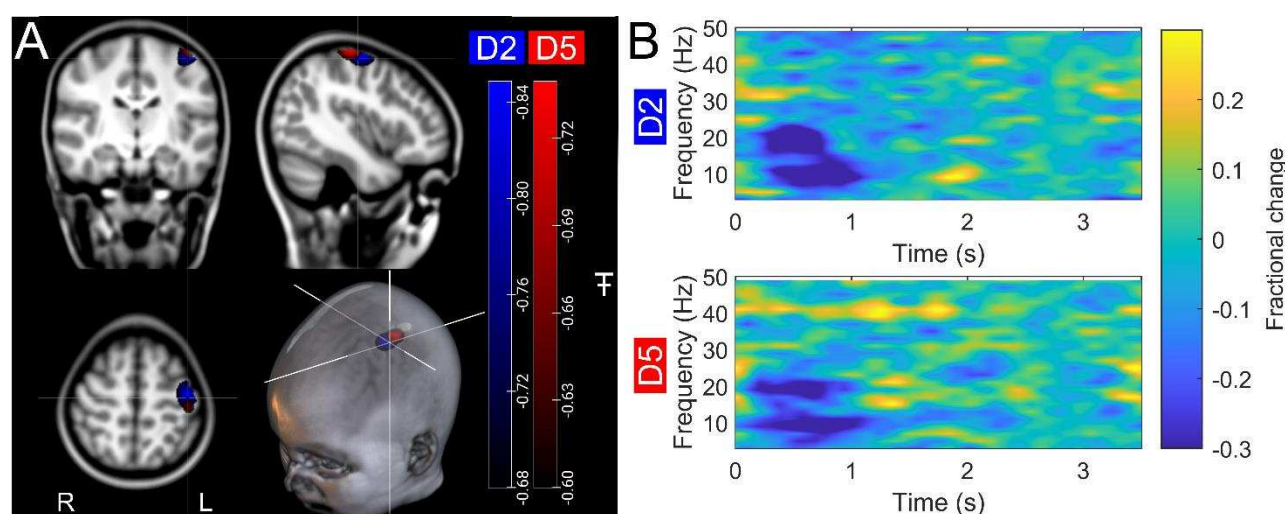 A
D2 D5
-0.84
-0.80
-0.76
-0.72
-0.68
-0.72
-0.69
-0.66
-0.63
-0.60
Ŧ
R L
B
D2
Frequency (Hz)
50
40
30
20
10
0 1 2 3
Time (s)
D5
Frequency (Hz)
50
40
30
20
10
0 1 2 3
Time (s)
0.2
0.1
0
-0.1
-0.2
-0.3
Fractional change